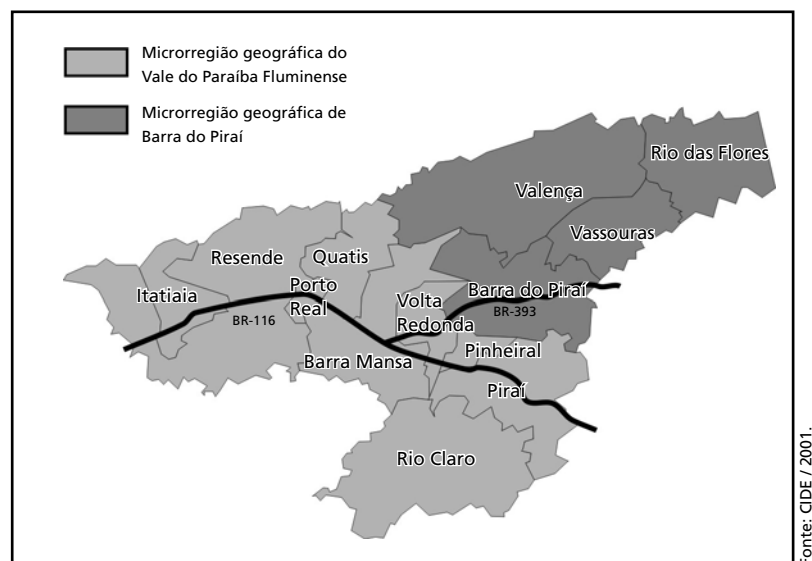 Microrregião geográfica do
Vale do Paraíba Fluminense
Microrregião geográfica de
Barra do Piraí
Rio das Flores
Valença
Vassouras
Resende
Quatis
Itatiaia
Porto
Real
Barra do Piraí
Volta
Redonda
BR-393
BR-116
Barra Mansa
Pinheiral
Piraí
Rio Claro
Fonte: CIDE / 2001.